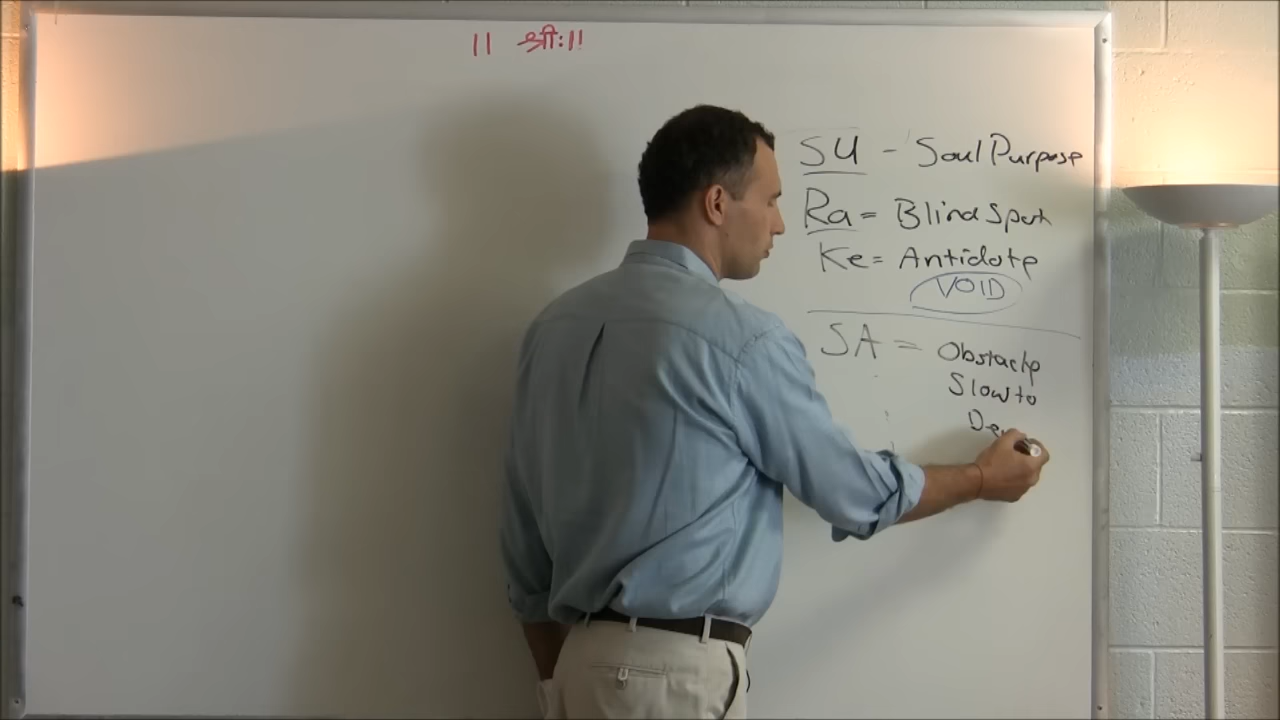 ॥ श्रीः॥
SU - Soul Purpose
Ra = Blind Spot
Ke = Antidote
VOID
SA = Obstacle
Slow to